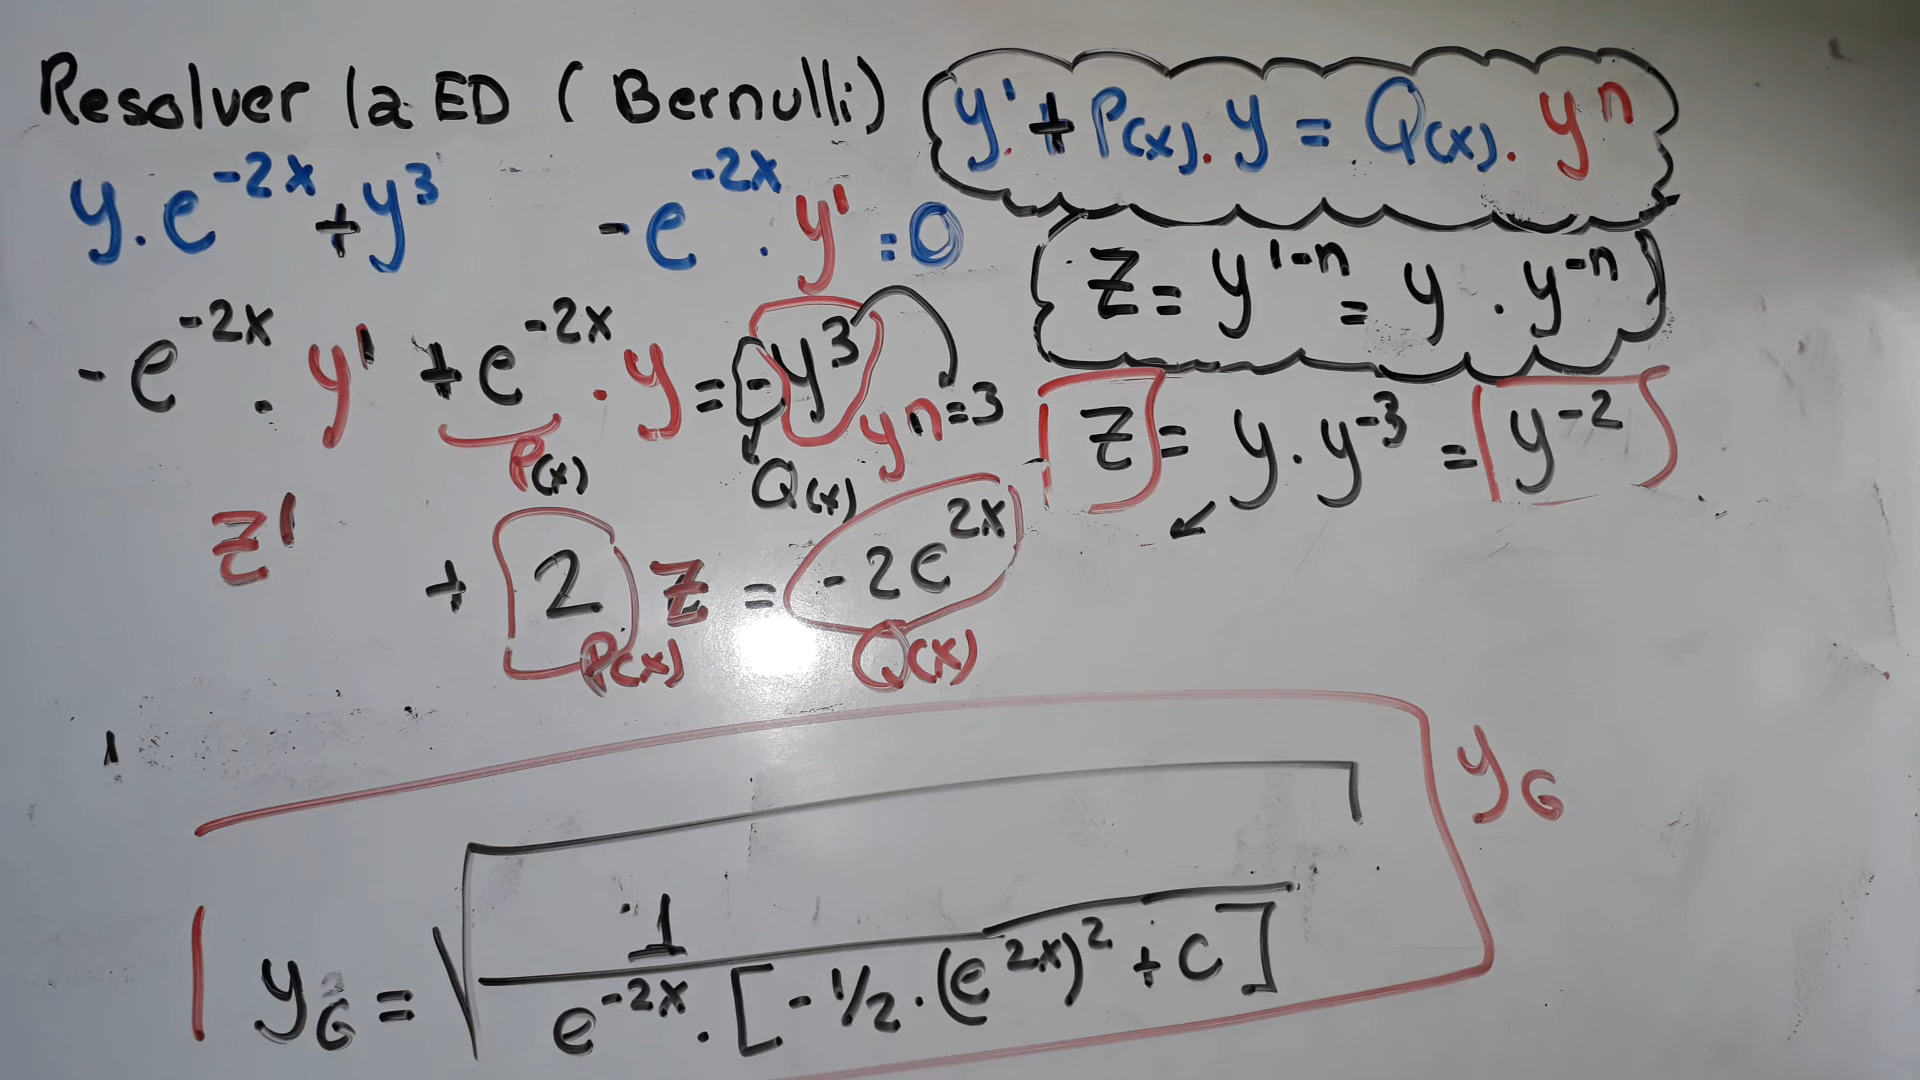 Resolver la ED (Bernulli)
y'+P(x).y=Q(x).yⁿ
y.e⁻²ˣ+y³ -e⁻²ˣ.y'=0
z=y¹⁻ⁿ=y.y⁻ⁿ
-e⁻²ˣ.y'+e⁻²ˣ.y=-y³
P(x)
Q(x)
yn=3
z=y.y⁻³=y⁻²
z'+2z=-2e²ˣ
P(x)
Q(x)
y_G
y_G=√(1/(e⁻²ˣ.[-1/2.(e²ˣ)²+C]))